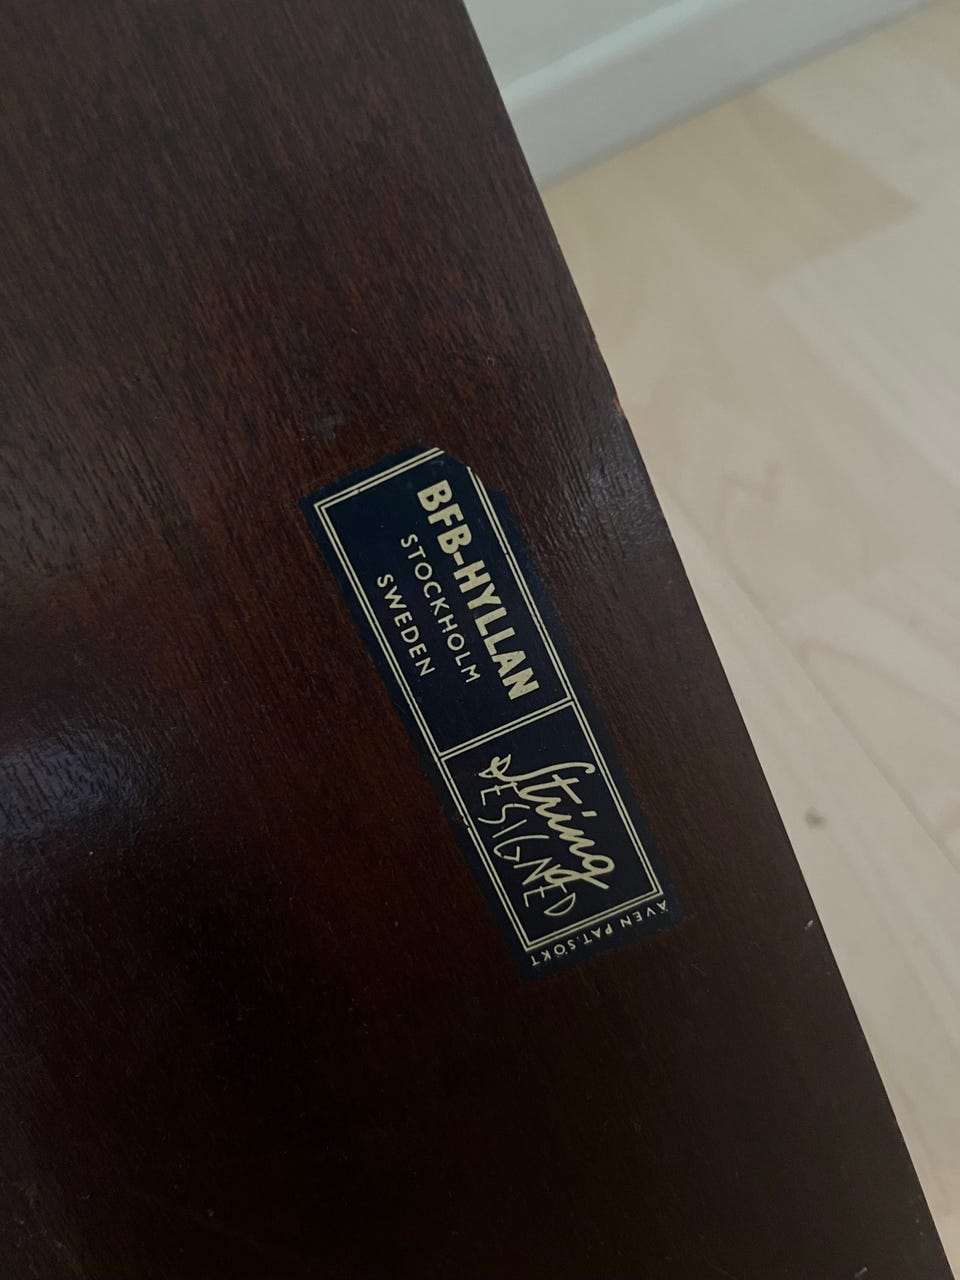 BFB-HYLLAN
STOCKHOLM
SWEDEN
String
DESIGNED
ÄVEN PAT.SÖKT